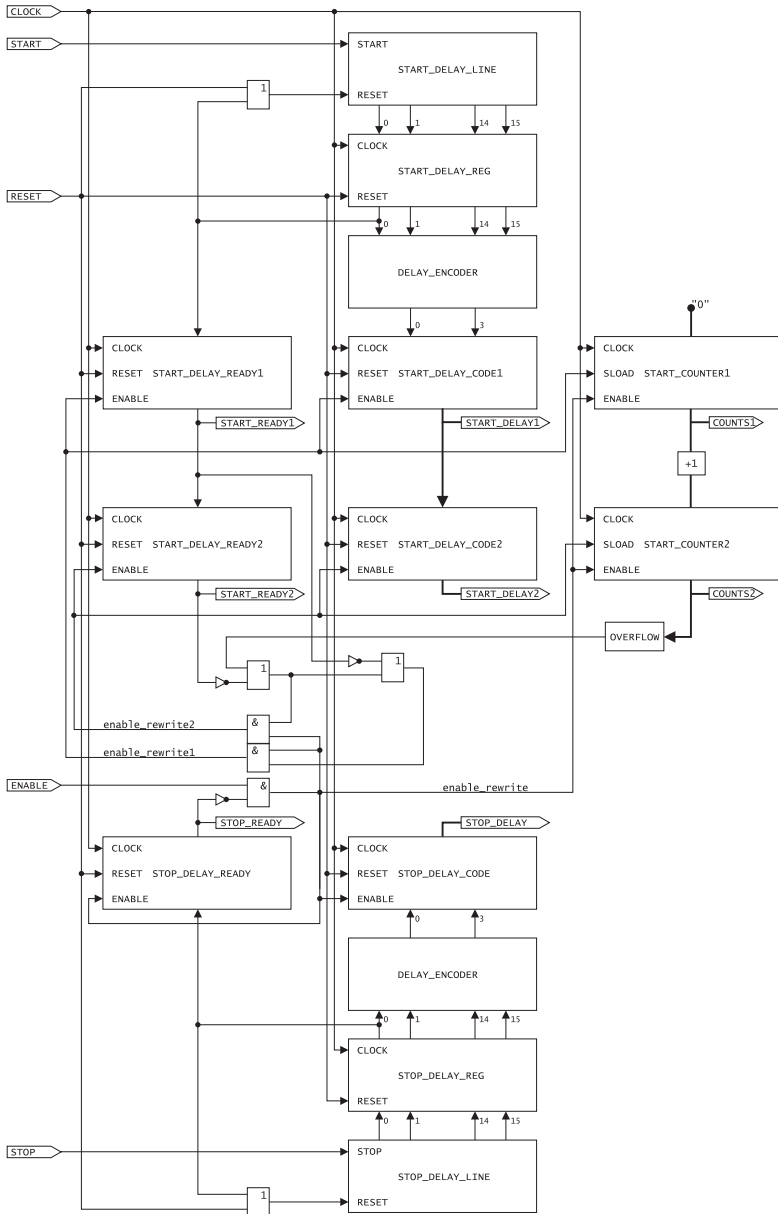 CLOCK
START
START
START_DELAY_LINE
1
RESET
0 1 14 15
CLOCK
START_DELAY_REG
RESET
RESET
0 1 14 15
DELAY_ENCODER
"0"
0 3
CLOCK CLOCK CLOCK
RESET START_DELAY_READY1 RESET START_DELAY_CODE1 SLOAD START_COUNTER1
ENABLE ENABLE ENABLE
START_READY1 START_DELAY1 COUNTS1
+1
CLOCK CLOCK CLOCK
RESET START_DELAY_READY2 RESET START_DELAY_CODE2 SLOAD START_COUNTER2
ENABLE ENABLE ENABLE
START_READY2 START_DELAY2 COUNTS2
OVERFLOW
1 1
&
enable_rewrite2
&
enable_rewrite1
ENABLE & enable_rewrite
STOP_READY STOP_DELAY
CLOCK CLOCK
RESET STOP_DELAY_READY RESET STOP_DELAY_CODE
ENABLE ENABLE
0 3
DELAY_ENCODER
0 1 14 15
CLOCK
STOP_DELAY_REG
RESET
0 1 14 15
STOP STOP
STOP_DELAY_LINE
1 RESET